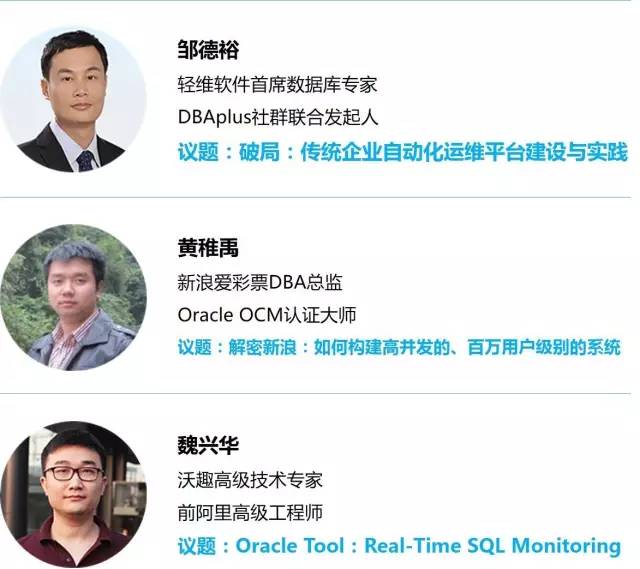 邹德裕
轻维软件首席数据库专家
DBAplus社群联合发起人
议题：破局：传统企业自动化运维平台建设与实践
黄稚禹
新浪爱彩票DBA总监
Oracle OCM认证大师
议题：解密新浪：如何构建高并发的、百万用户级别的系统
魏兴华
沃趣高级技术专家
前阿里高级工程师
议题：Oracle Tool：Real-Time SQL Monitoring